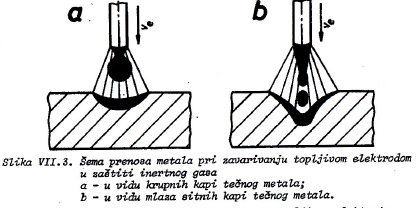 a
b
Ve
Ve
Slika VII.3. Šema prenosa metala pri zavarivanju topljivom elektrodom
u zaštiti inertnog gasa
a - u vidu krupnih kapi tečnog metala;
b - u vidu mlaza sitnih kapi tečnog metala.